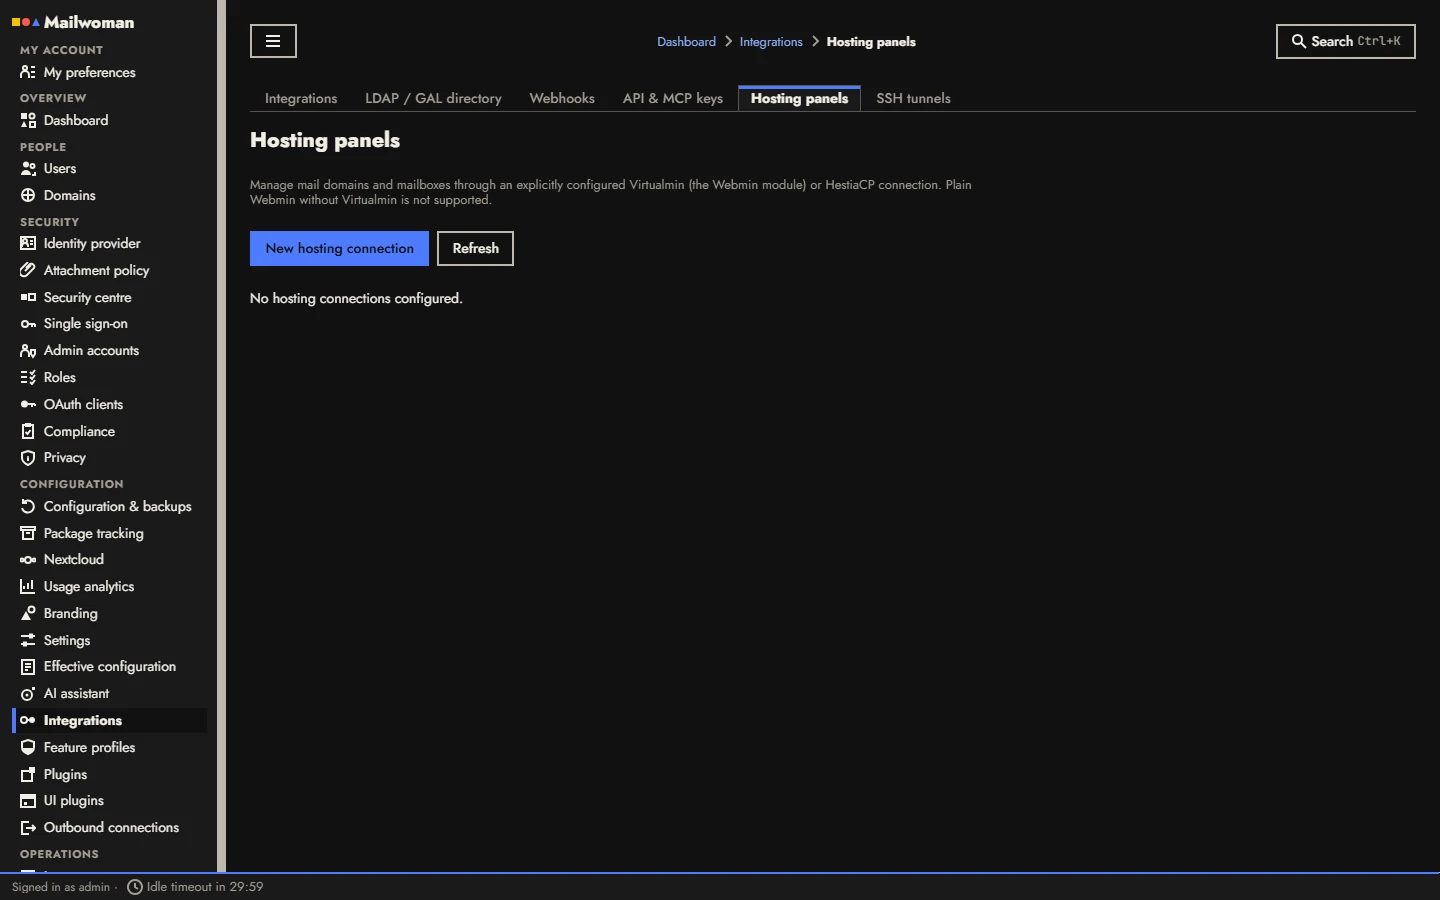 Mailwoman
MY ACCOUNT
My preferences
OVERVIEW
Dashboard
PEOPLE
Users
Domains
SECURITY
Identity provider
Attachment policy
Security centre
Single sign-on
Admin accounts
Roles
OAuth clients
Compliance
Privacy
CONFIGURATION
Configuration & backups
Package tracking
Nextcloud
Usage analytics
Branding
Settings
Effective configuration
AI assistant
Integrations
Feature profiles
Plugins
UI plugins
Outbound connections
OPERATIONS
Dashboard Integrations Hosting panels
Search Ctrl+K
Integrations LDAP / GAL directory Webhooks API & MCP keys Hosting panels SSH tunnels
Hosting panels
Manage mail domains and mailboxes through an explicitly configured Virtualmin (the Webmin module) or HestiaCP connection. Plain
Webmin without Virtualmin is not supported.
New hosting connection Refresh
No hosting connections configured.
Signed in as admin · Idle timeout in 29:59